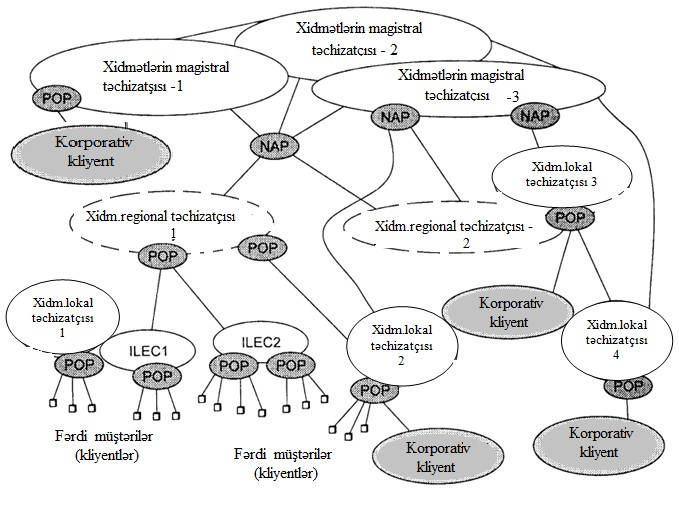 Xidmətlərin magistral
təchizatçısı - 2
Xidmətlərin magistral
təchizatşısı -1
Xidmətlərin magistral
təchizatcısı -3
POP
NAP
NAP
NAP
Korporativ
kliyent
Xidm.lokal
təchizatçısı 3
POP
Xidm.regional təchizatçısı
1
POP
POP
Xidm.regional təchizatçısı -
2
Korporativ
kliyent
Xidm.lokal
təchizatçısı
1
POP
ILEC1
POP
ILEC2
POP
POP
Xidm.lokal
təchizatçısı
2
POP
Xidm.lokal
təchizatçısı
4
POP
Fərdi müştərilər
(kliyentlər)
Fərdi müştərilər
(kliyentlər)
Korporativ
kliyent
Korporativ
kliyent